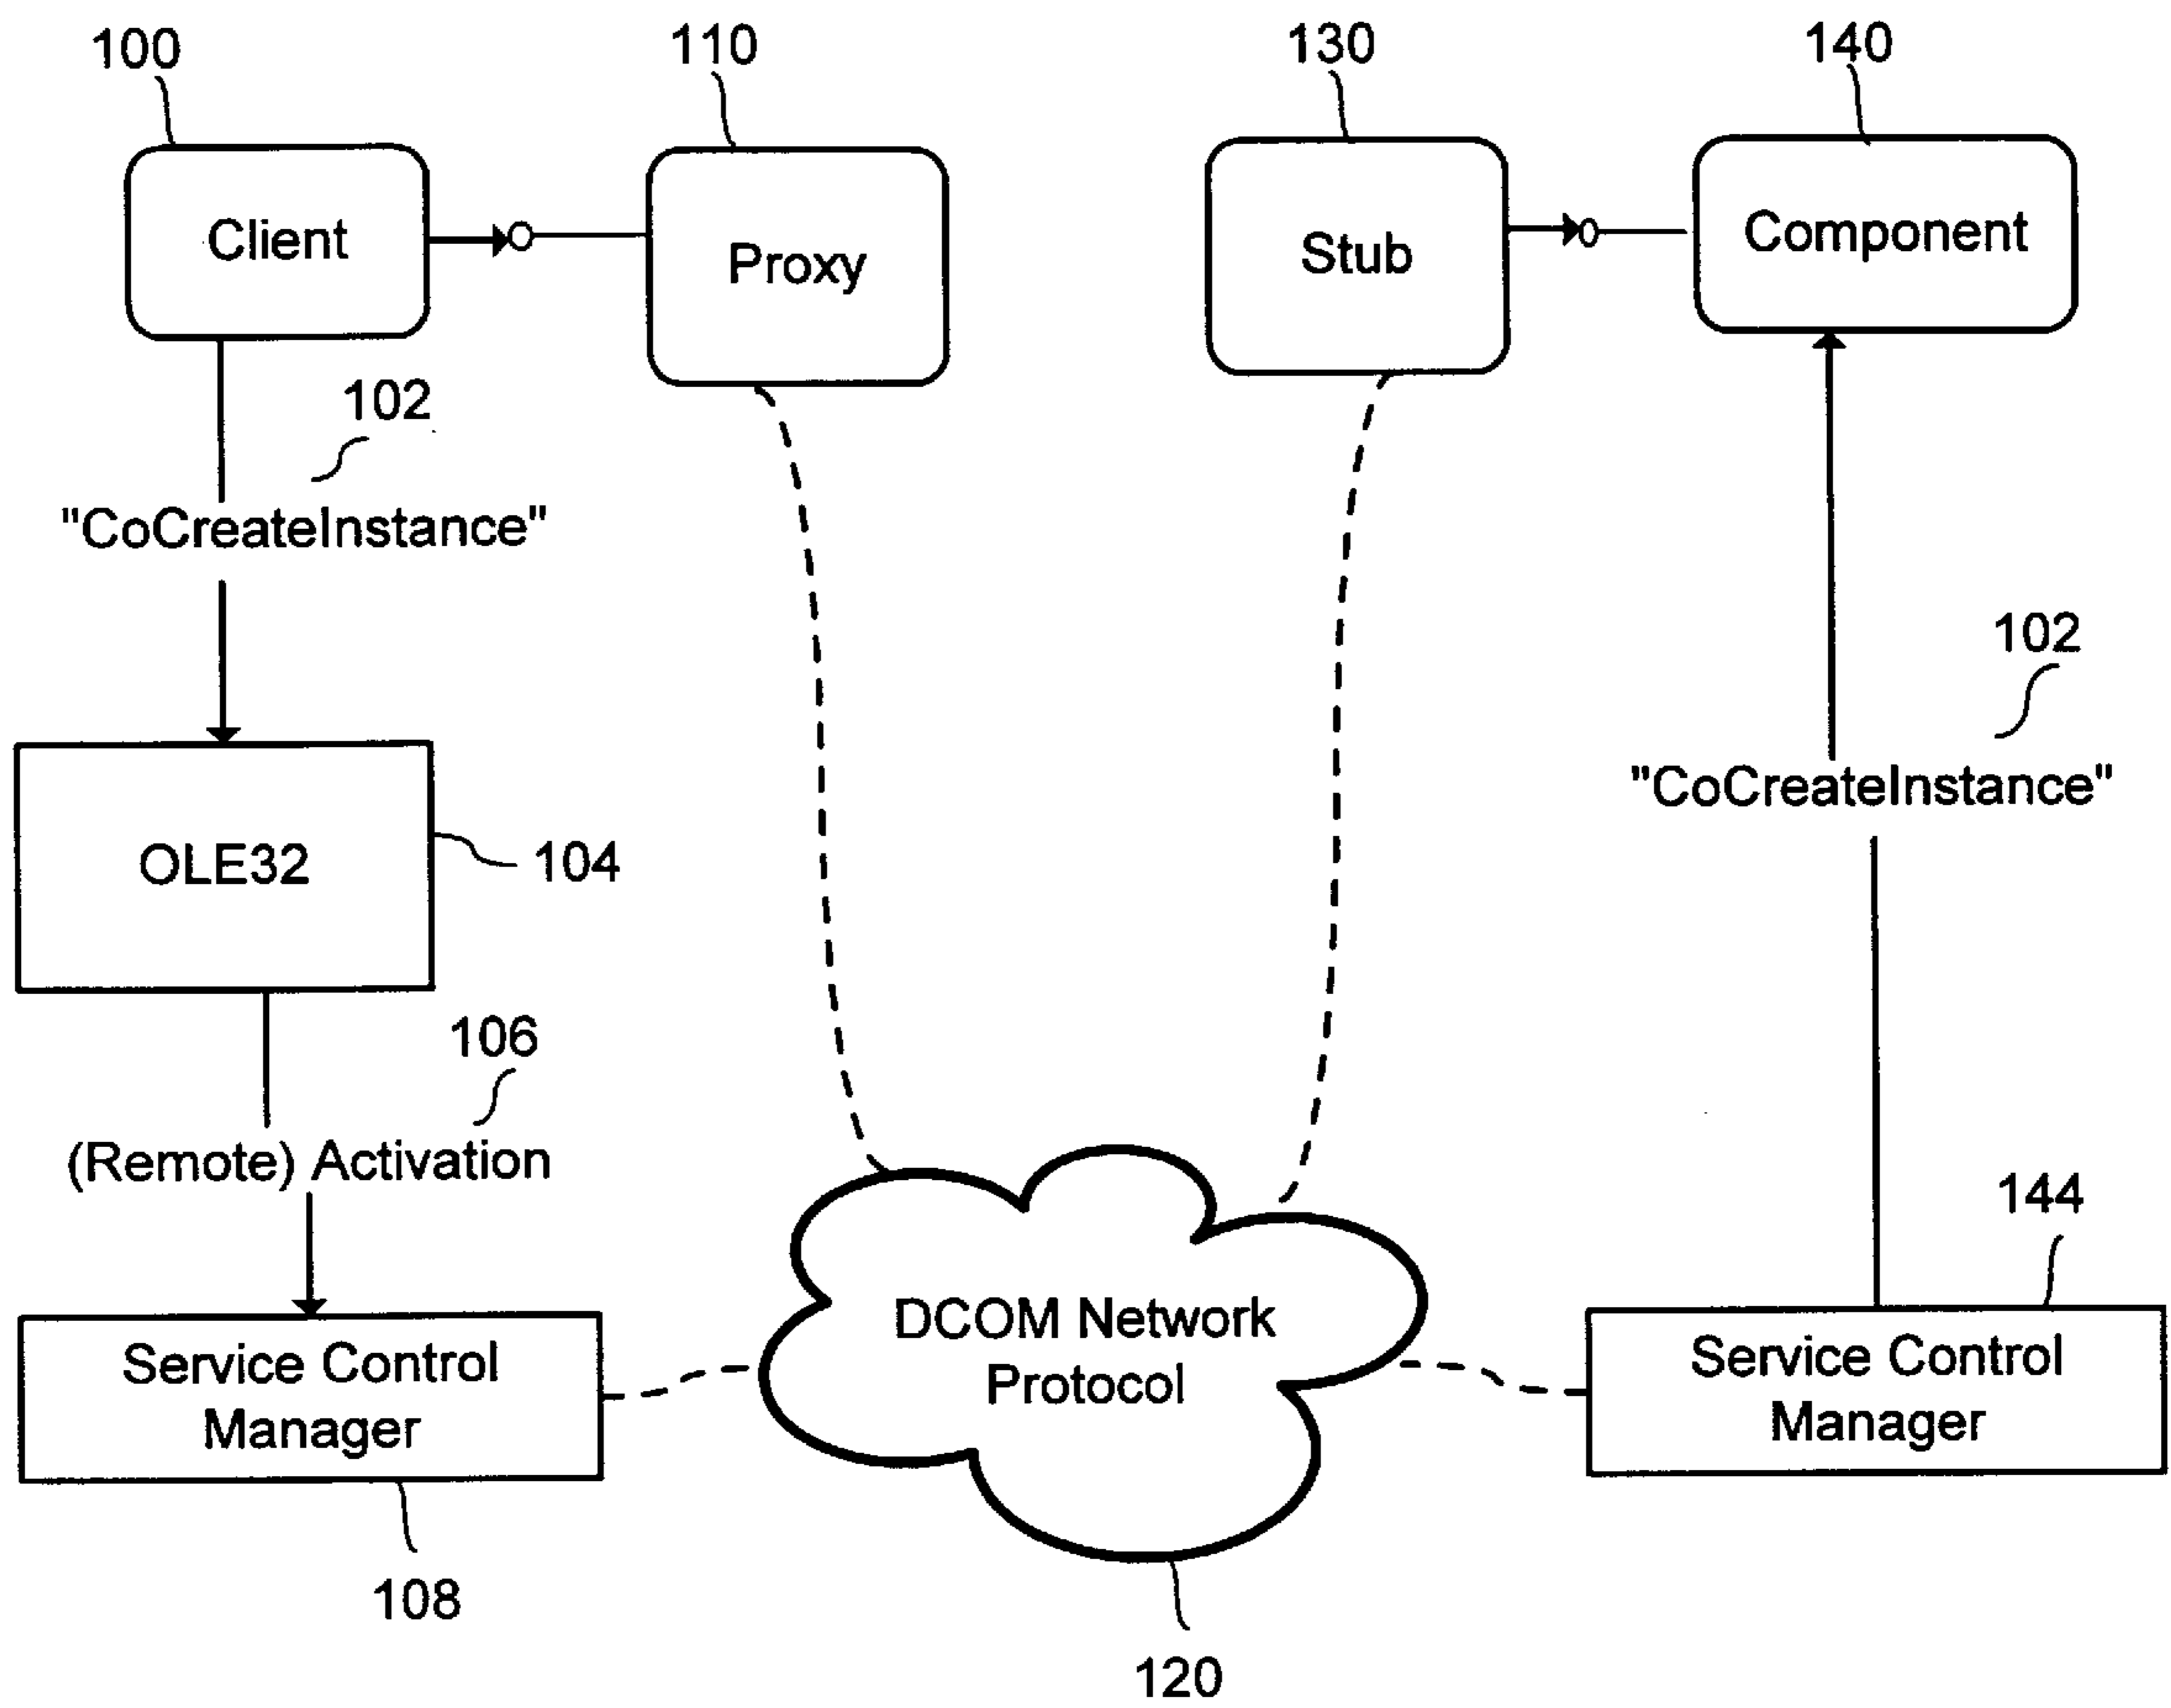 100
110
130
140
Client
Proxy
Stub
Component
102
"CoCreateInstance"
102
"CoCreateInstance"
OLE32
104
106
(Remote) Activation
144
DCOM Network
Protocol
Service Control
Manager
Service Control
Manager
108
120